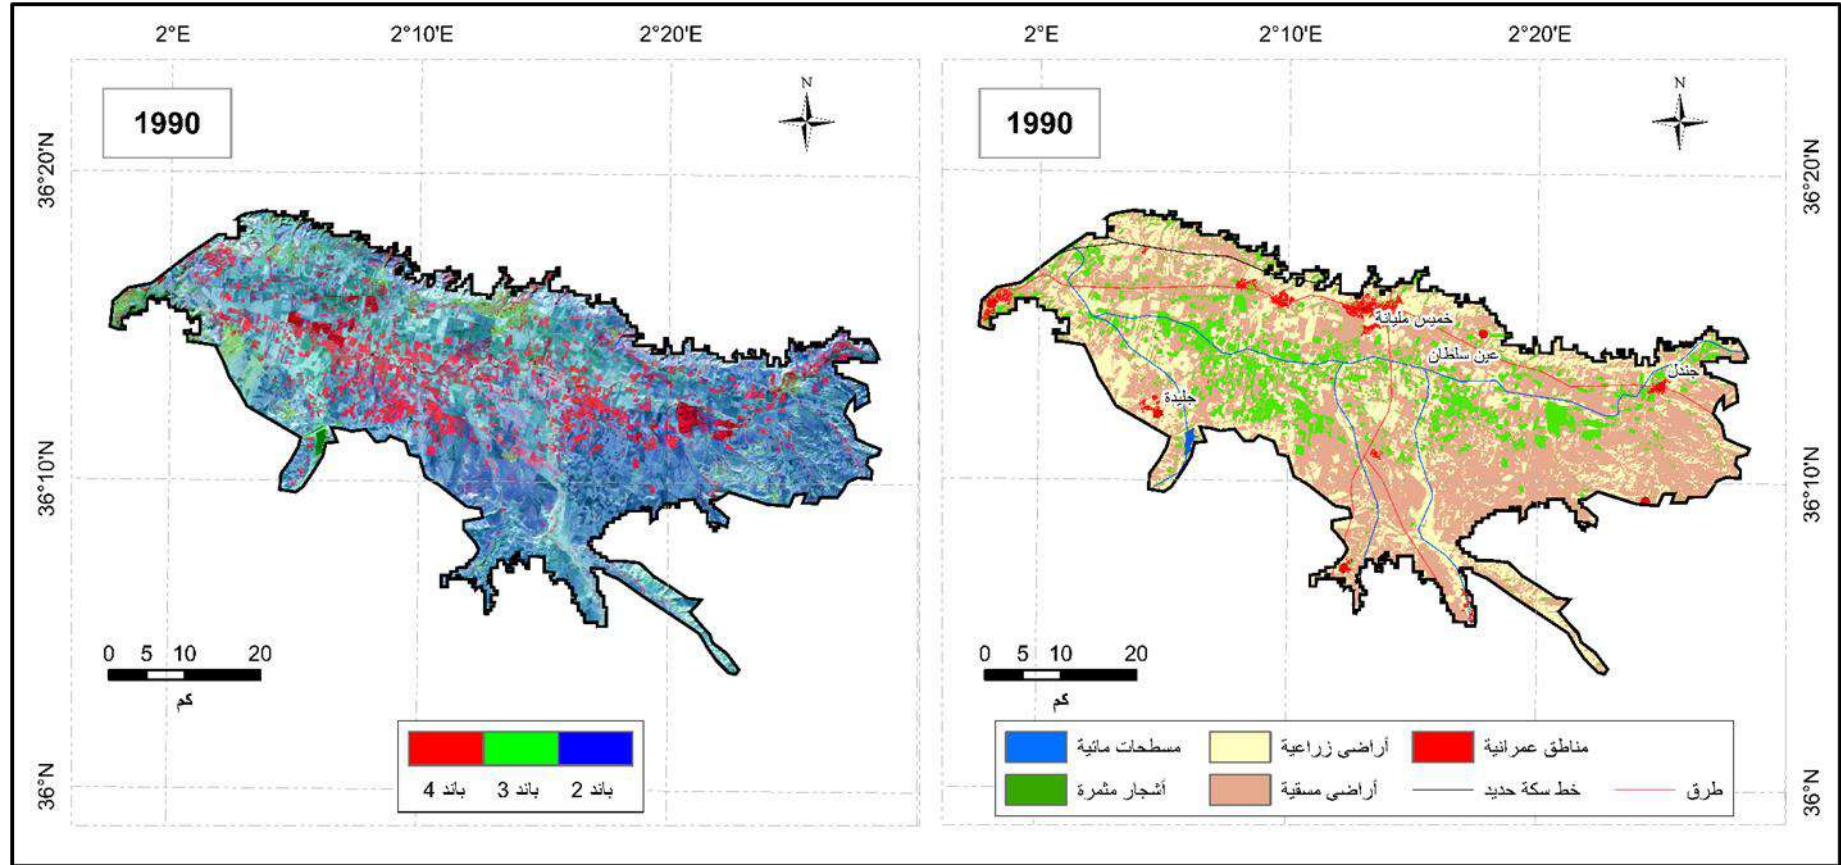 2°E 2°10'E 2°20'E
1990
N
36°20'N
36°10'N
36°N
0 5 10 20
كم
باند 4 باند 3 باند 2
2°E 2°10'E 2°20'E
1990
N
36°20'N
36°10'N
36°N
خميس مليانة
عين سلطان
جندل
جليدة
0 5 10 20
كم
مسطحات مائية
أراضي زراعية
مناطق عمرانية
أشجار مثمرة
أراضي مسقية
خط سكة حديد
طرق